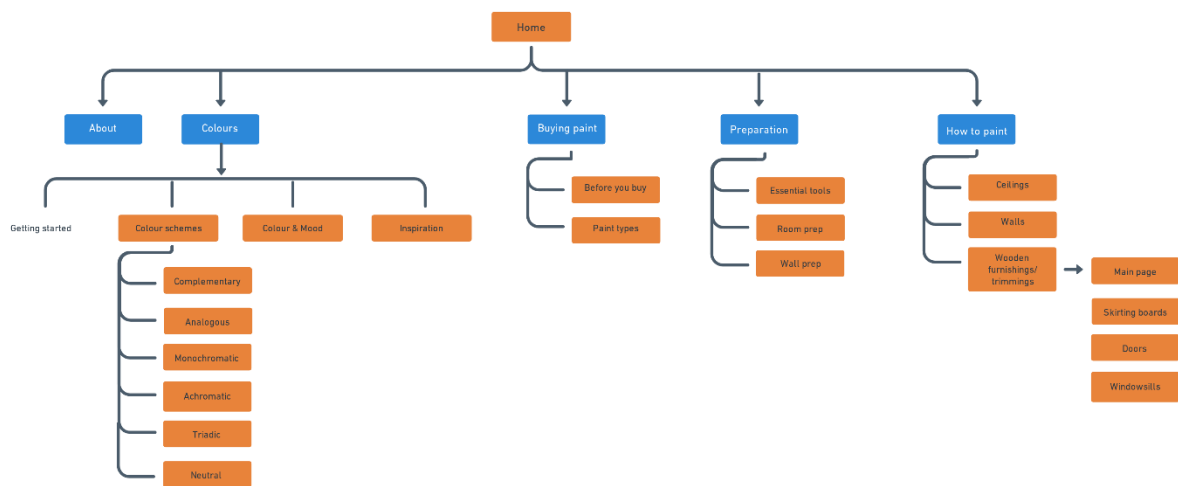 Home
About
Colours
Buying paint
Preparation
How to paint
Getting started
Colour schemes
Colour & Mood
Inspiration
Complementary
Analogous
Monochromatic
Achromatic
Triadic
Neutral
Before you buy
Paint types
Essential tools
Room prep
Wall prep
Ceilings
Walls
Wooden
furnishings/
trimmings
Main page
Skirting boards
Doors
Windowsills